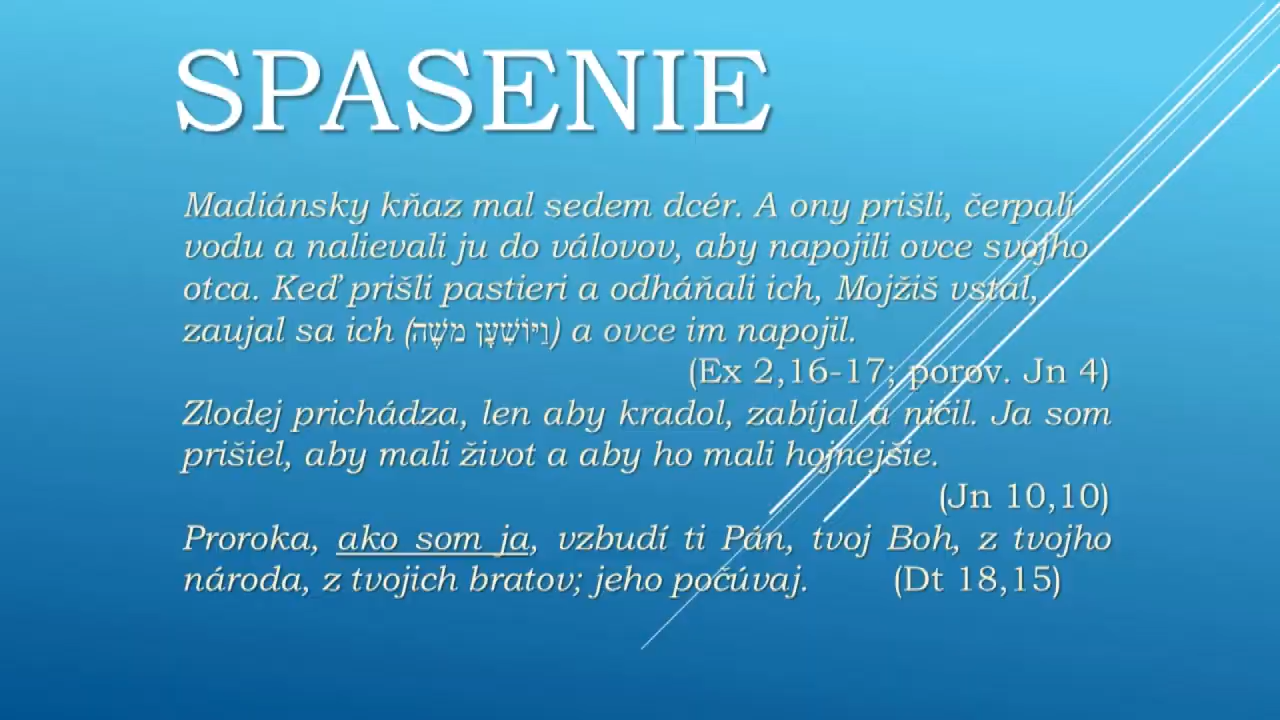 SPASENIE
Madiánsky kňaz mal sedem dcér. A ony prišli, čerpali
vodu a nalievali ju do válovov, aby napojili ovce svojho
otca. Keď prišli pastieri a odháňali ich, Mojžiš vstal,
zaujal sa ich (וַיּוֹשִׁעָן משֶׁה) a ovce im napojil.
(Ex 2,16-17; porov. Jn 4)
Zlodej prichádza, len aby kradol, zabíjal a ničil. Ja som
prišiel, aby mali život a aby ho mali hojnejšie.
(Jn 10,10)
Proroka, ako som ja, vzbudí ti Pán, tvoj Boh, z tvojho
národa, z tvojich bratov; jeho počúvaj. (Dt 18,15)